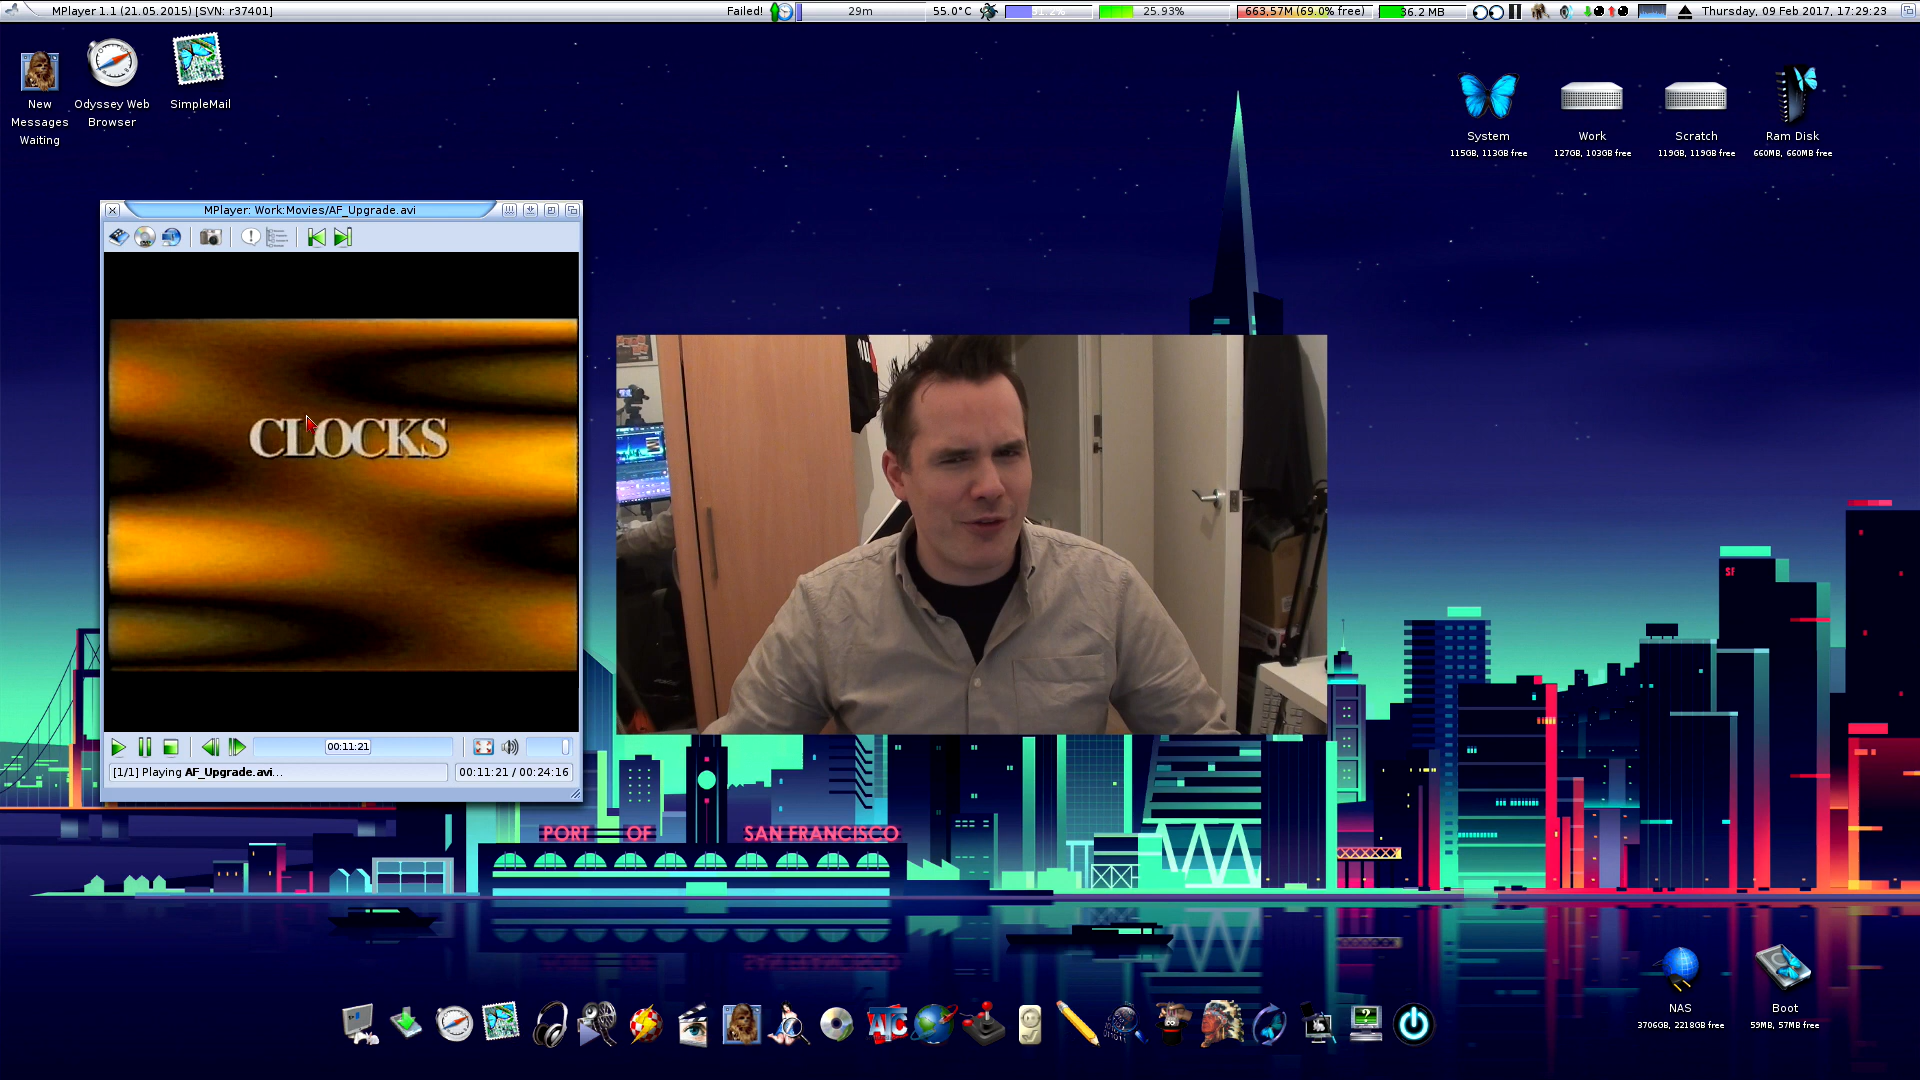 MPlayer 1.1 (21.05.2015) [SVN: r37401]
Failed!
29m
55.0°C
25.93%
663,57M (69.0% free)
36.2 MB
Thursday, 09 Feb 2017, 17:29:23
New
Messages
Waiting
Odyssey Web
Browser
SimpleMail
System
115GB, 113GB free
Work
127GB, 103GB free
Scratch
119GB, 119GB free
Ram Disk
660MB, 660MB free
MPlayer: Work:Movies/AF_Upgrade.avi
CLOCKS
00:11:21
[1/1] Playing AF_Upgrade.avi...
00:11:21 / 00:24:16
SF
PORT OF SAN FRANCISCO
NAS
3706GB, 2218GB free
Boot
59MB, 57MB free